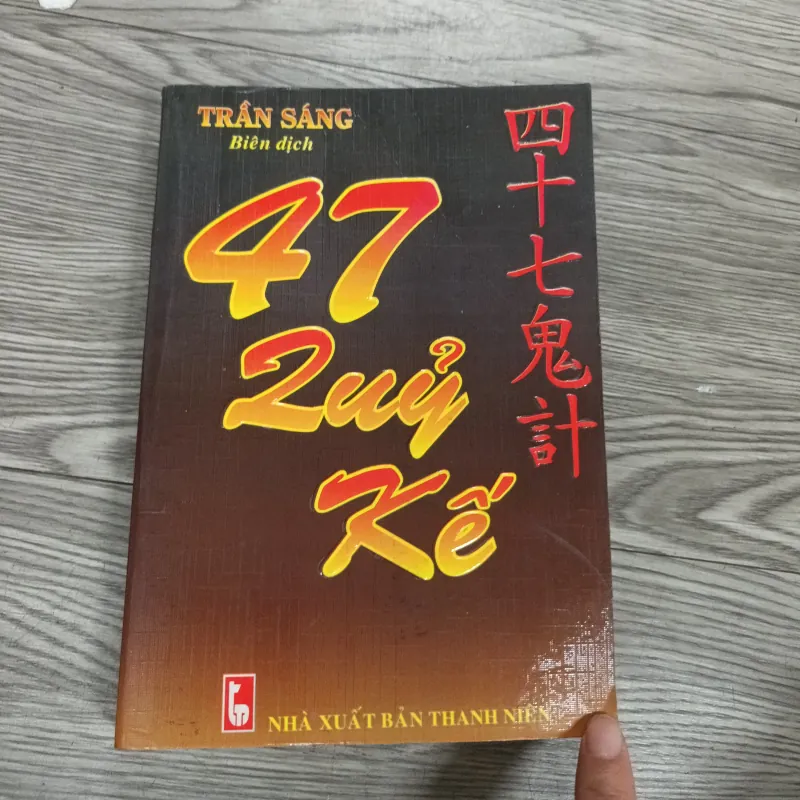 TRẦN SÁNG
Biên dịch
47
Quỷ
Kế
四十七鬼計
NHÀ XUẤT BẢN THANH NIÊN